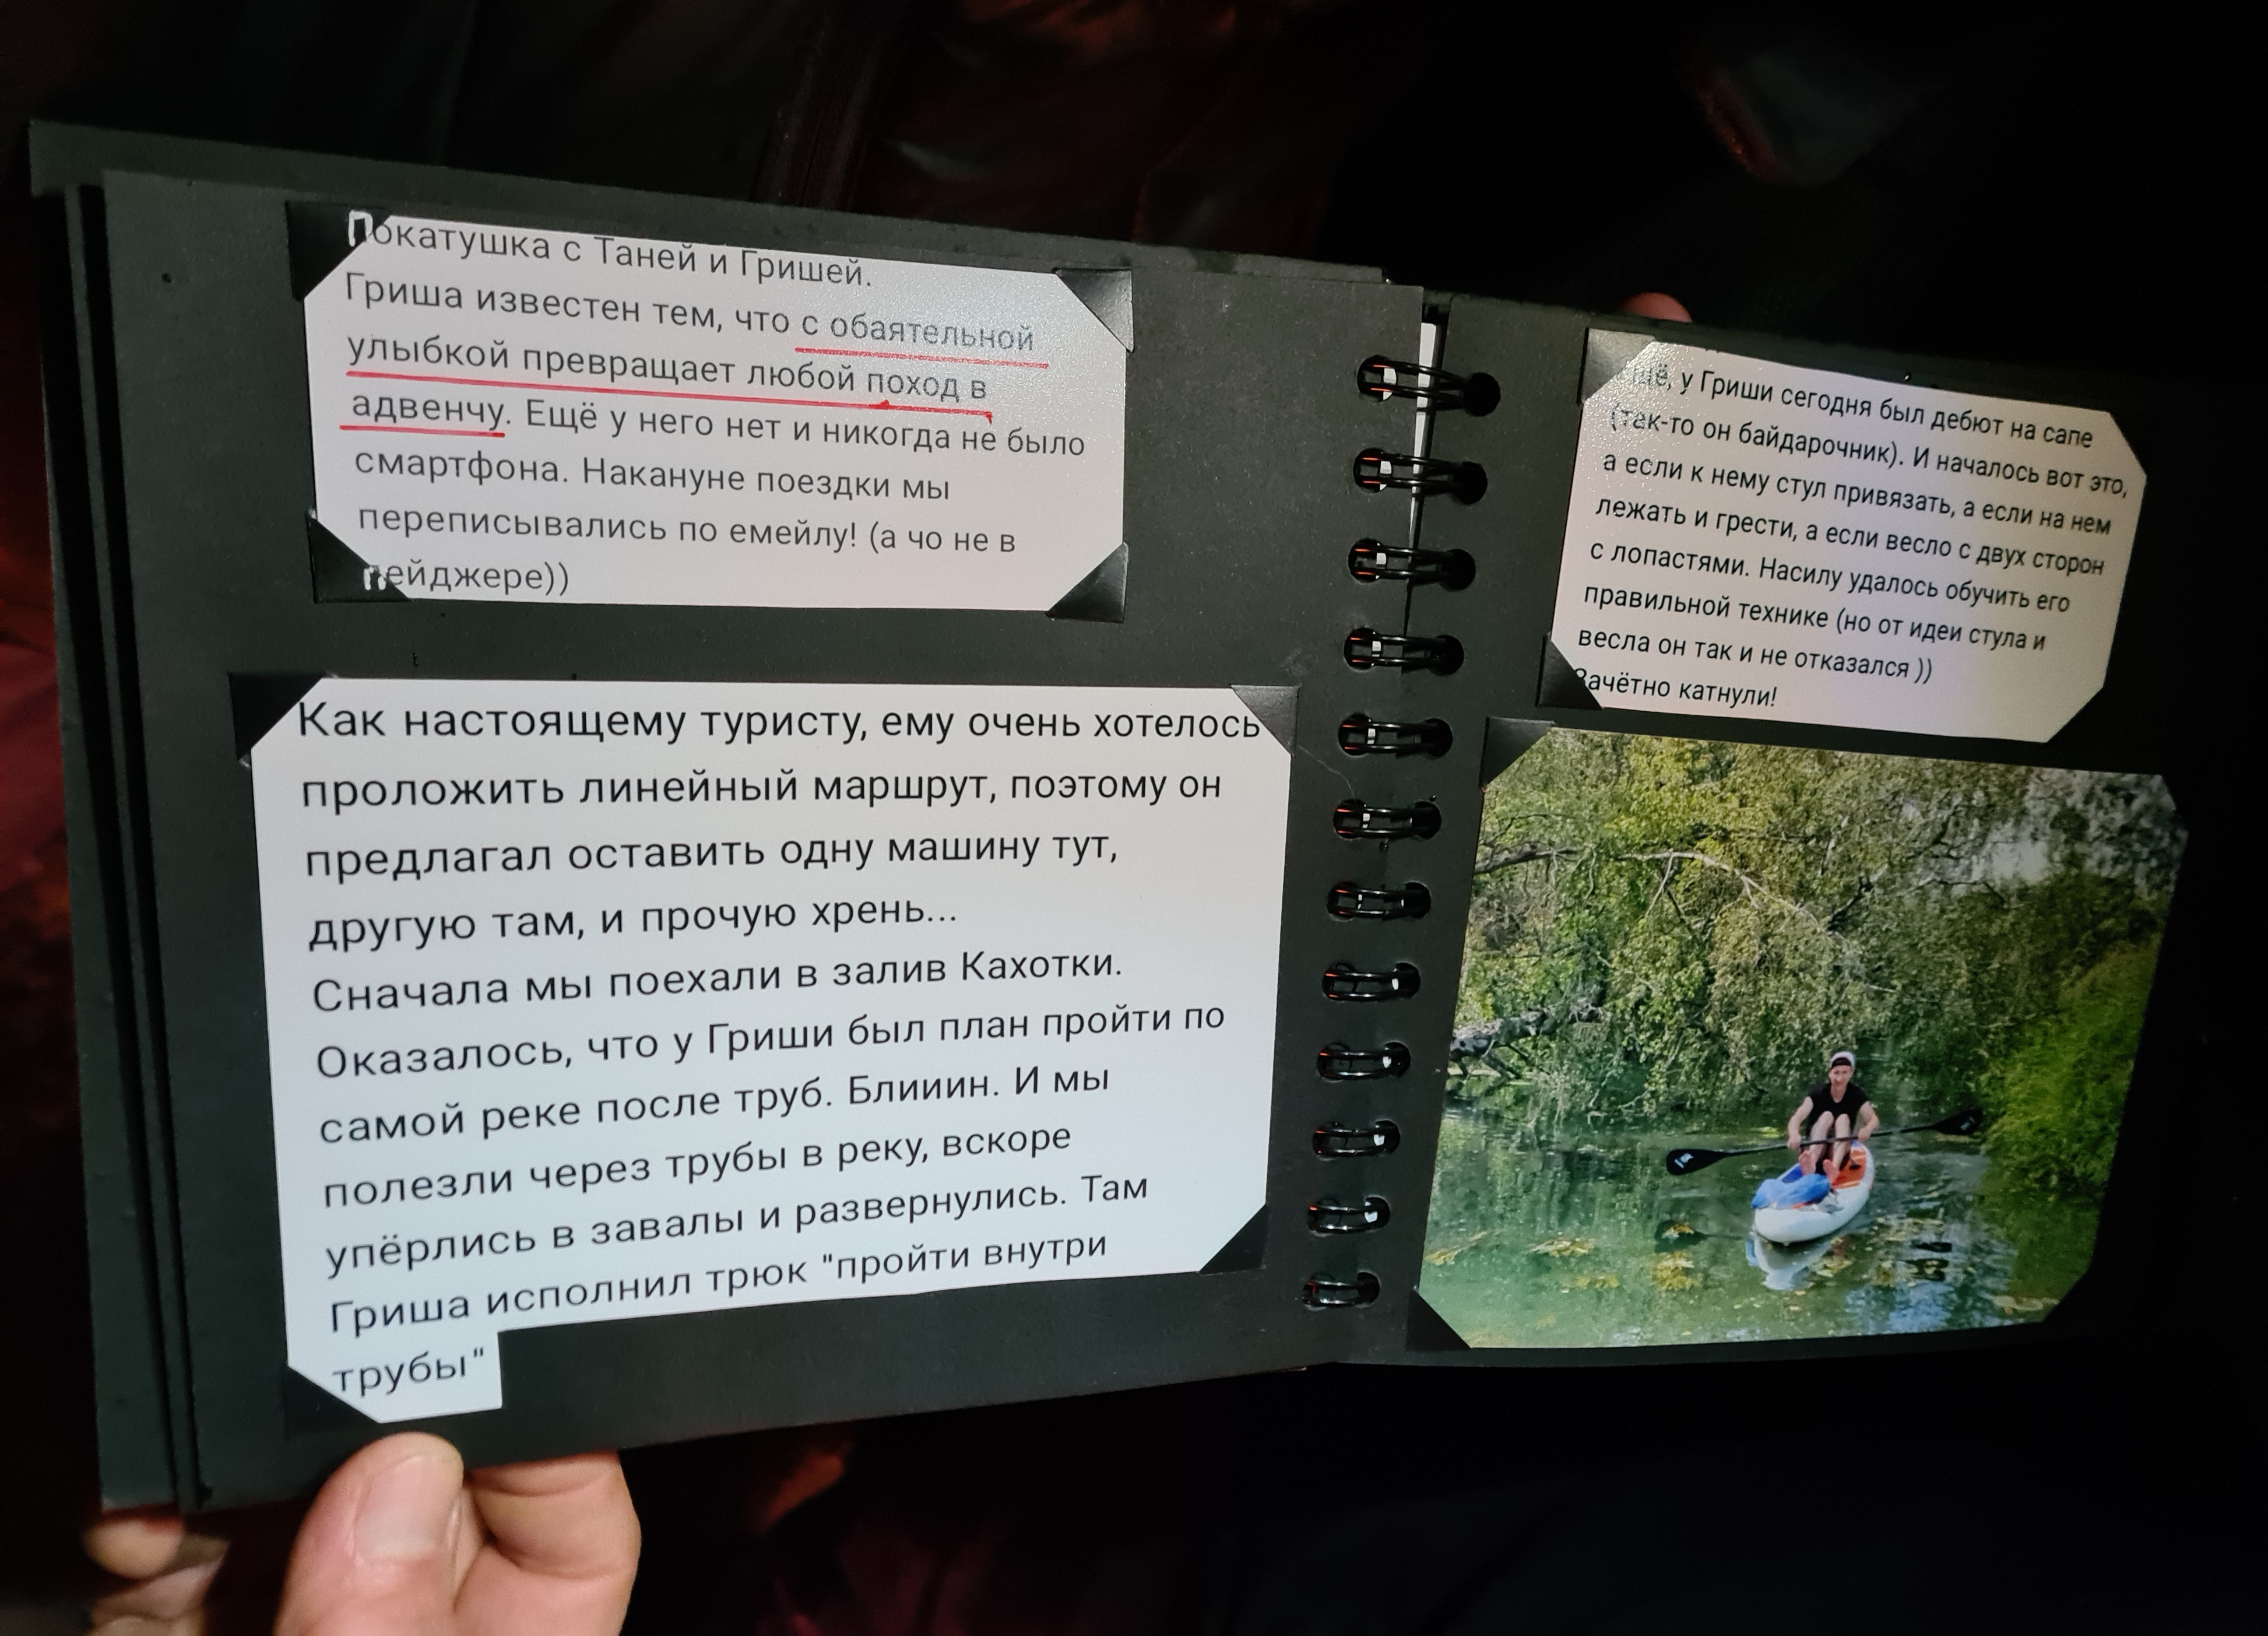 Покатушка с Таней и Гришей.
Гриша известен тем, что с обаятельной
улыбкой превращает любой поход в
адвенчу. Ещё у него нет и никогда не было
смартфона. Накануне поездки мы
переписывались по емейлу! (а чо не в
пейджере))
Как настоящему туристу, ему очень хотелось
проложить линейный маршрут, поэтому он
предлагал оставить одну машину тут,
другую там, и прочую хрень...
Сначала мы поехали в залив Кахотки.
Оказалось, что у Гриши был план пройти по
самой реке после труб. Блииин. И мы
полезли через трубы в реку, вскоре
упёрлись в завалы и развернулись. Там
Гриша исполнил трюк "пройти внутри
трубы"
Ещё, у Гриши сегодня был дебют на сапе
(так-то он байдарочник). И началось вот это,
а если к нему стул привязать, а если на нем
лежать и грести, а если весло с двух сторон
с лопастями. Насилу удалось обучить его
правильной технике (но от идеи стула и
весла он так и не отказался ))
Зачётно катнули!